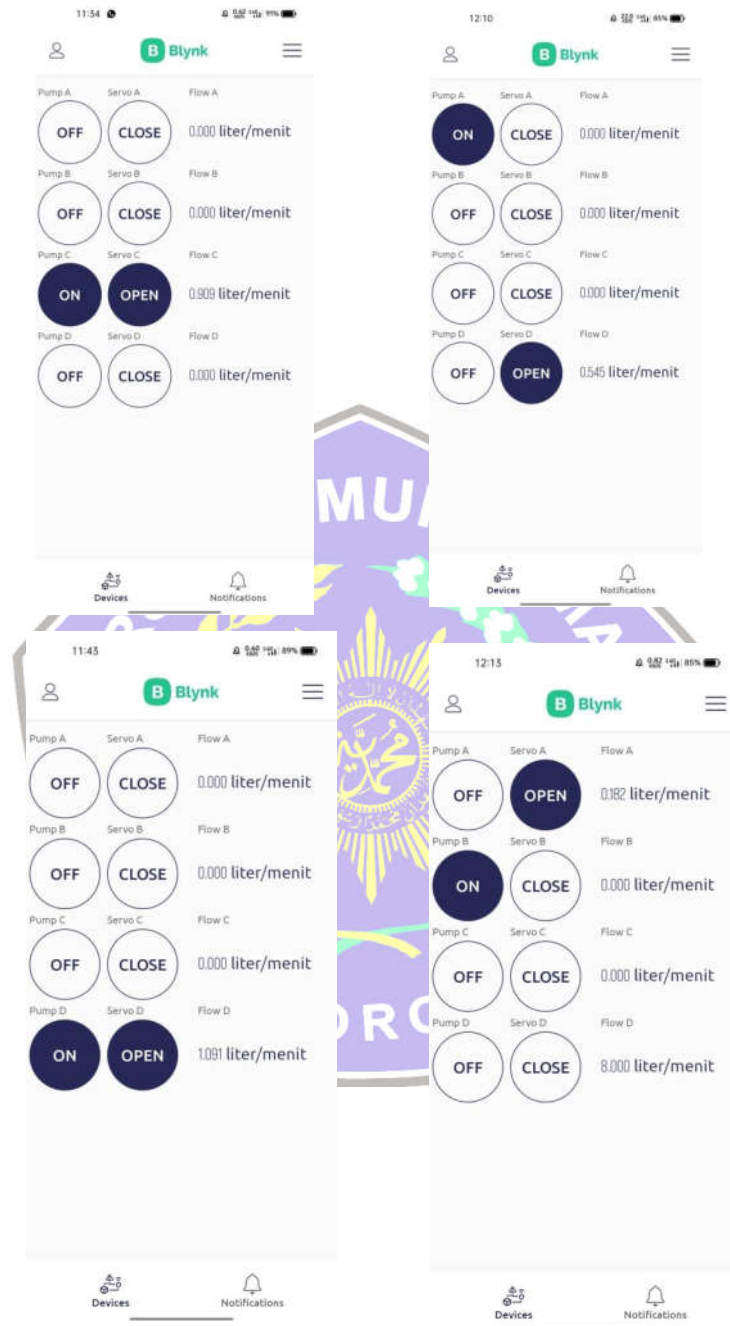 11:34
Blynk
Pump A Servo A Flow A
OFF CLOSE 0.000 liter/menit
Pump B Servo B Flow B
OFF CLOSE 0.000 liter/menit
Pump C Servo C Flow C
ON OPEN 0.909 liter/menit
Pump D Servo D Flow D
OFF CLOSE 0.000 liter/menit
Devices Notifications
12:10
65%
Blynk
Pump A Servo A Flow A
ON CLOSE 0.000 liter/menit
Pump B Servo B Flow B
OFF CLOSE 0.000 liter/menit
Pump C Servo C Flow C
OFF CLOSE 0.000 liter/menit
Pump D Servo D Flow D
OFF OPEN 0.545 liter/menit
Devices Notifications
MU
11:43
89%
Blynk
Pump A Servo A Flow A
OFF CLOSE 0.000 liter/menit
Pump B Servo B Flow B
OFF CLOSE 0.000 liter/menit
Pump C Servo C Flow C
OFF CLOSE 0.000 liter/menit
Pump D Servo D Flow D
ON OPEN 1.091 liter/menit
Devices Notifications
12:13
85%
Blynk
Pump A Servo A Flow A
OFF OPEN 0.182 liter/menit
Pump B Servo B Flow B
ON CLOSE 0.000 liter/menit
Pump C Servo C Flow C
OFF CLOSE 0.000 liter/menit
Pump D Servo D Flow D
OFF CLOSE 8.000 liter/menit
Devices Notifications
محمد
ORO